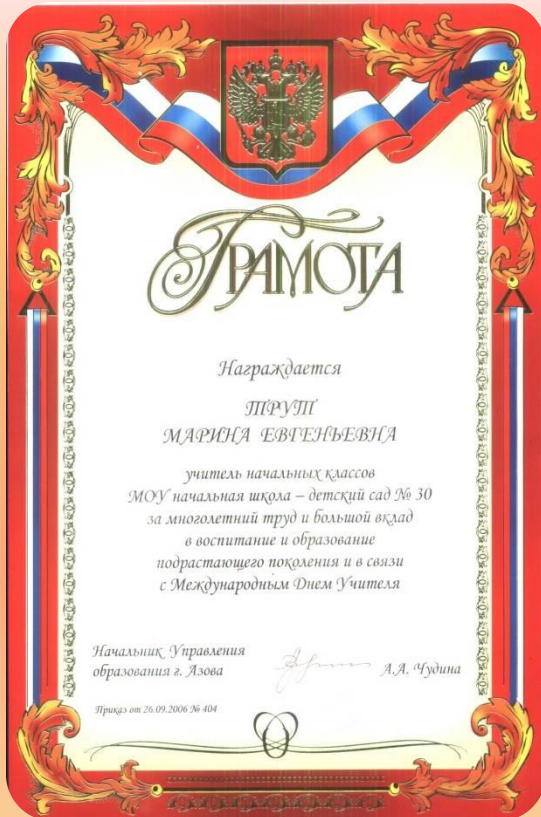 Грамота
Награждается
ТРУТ
МАРИНА ЕВГЕНЬЕВНА
учитель начальных классов
МОУ начальная школа – детский сад № 30
за многолетний труд и большой вклад
в воспитание и образование
подрастающего поколения и в связи
с Международным Днем Учителя
Начальник Управления
образования г. Азова А.А. Чудина
Приказ от 26.09.2006 № 404